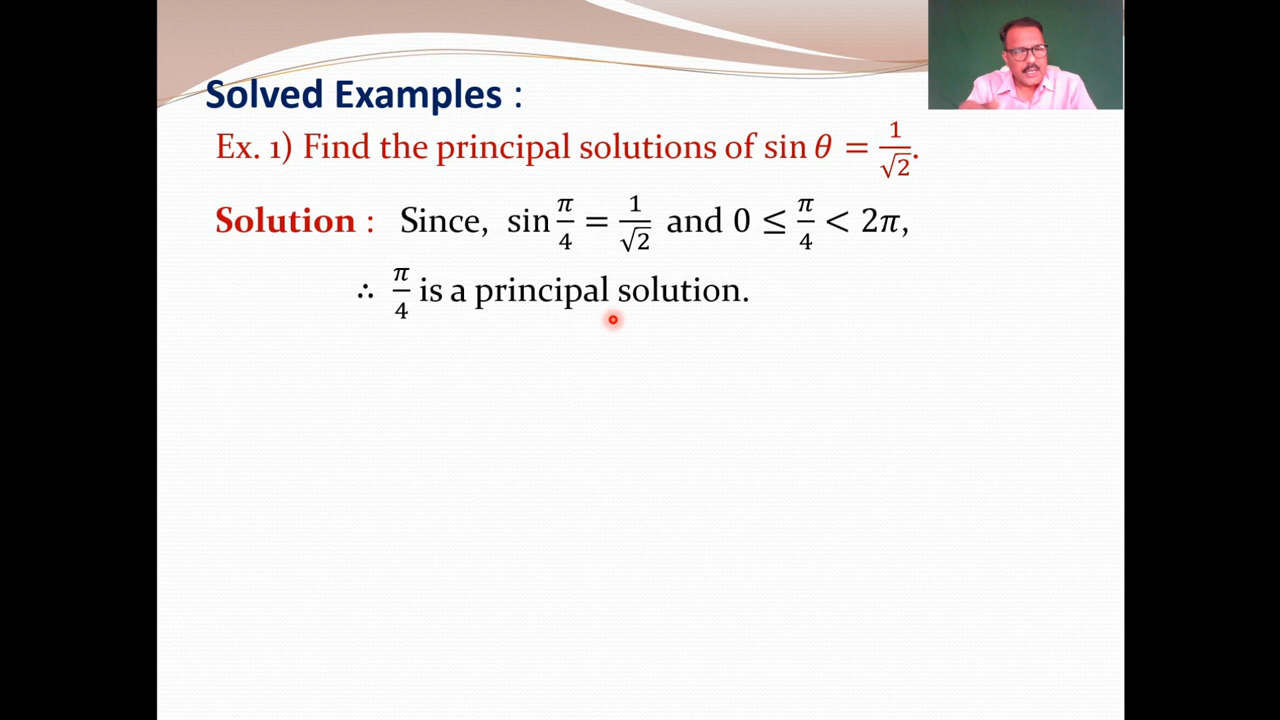 Solved Examples :
Ex. 1) Find the principal solutions of sin θ = 1/√2.
Solution : Since, sin π/4 = 1/√2 and 0 ≤ π/4 < 2π,
∴ π/4 is a principal solution.